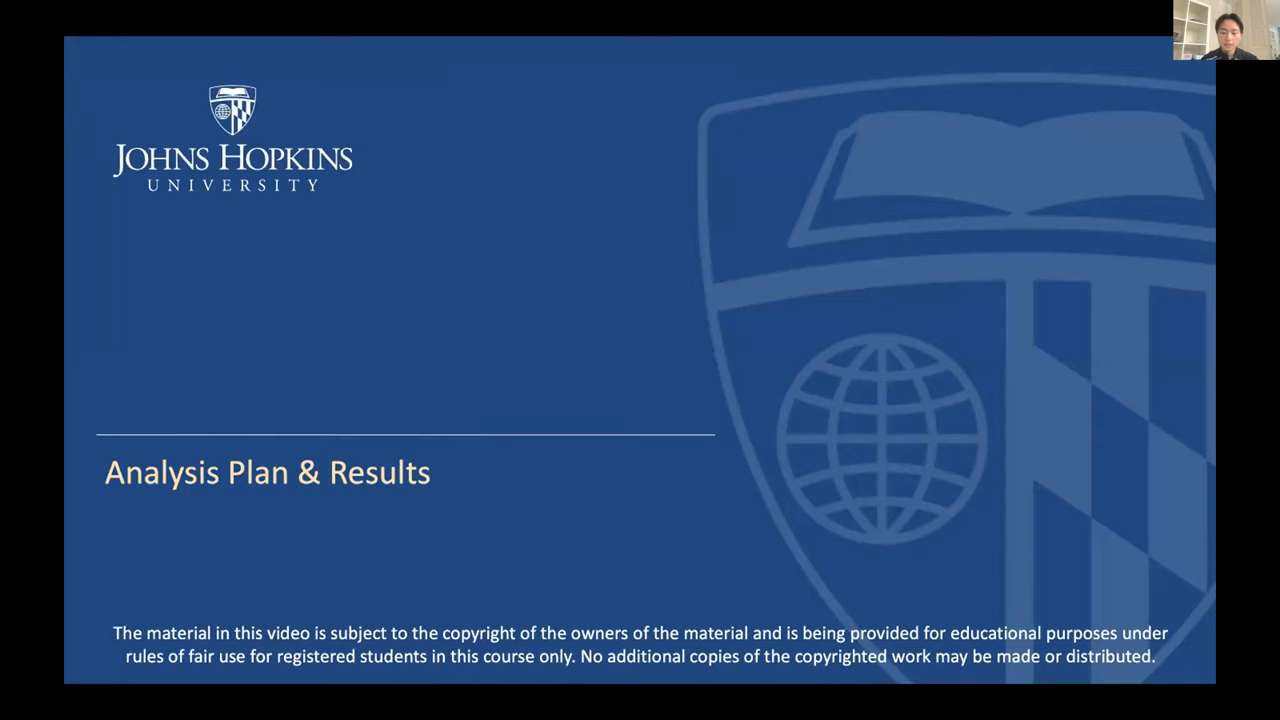 JOHNS HOPKINS
UNIVERSITY
Analysis Plan & Results
The material in this video is subject to the copyright of the owners of the material and is being provided for educational purposes under
rules of fair use for registered students in this course only. No additional copies of the copyrighted work may be made or distributed.